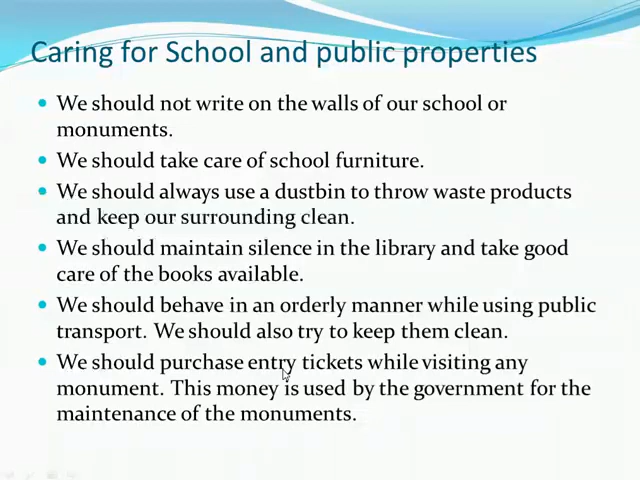 Caring for School and public properties
We should not write on the walls of our school or
monuments.
We should take care of school furniture.
We should always use a dustbin to throw waste products
and keep our surrounding clean.
We should maintain silence in the library and take good
care of the books available.
We should behave in an orderly manner while using public
transport. We should also try to keep them clean.
We should purchase entry tickets while visiting any
monument. This money is used by the government for the
maintenance of the monuments.